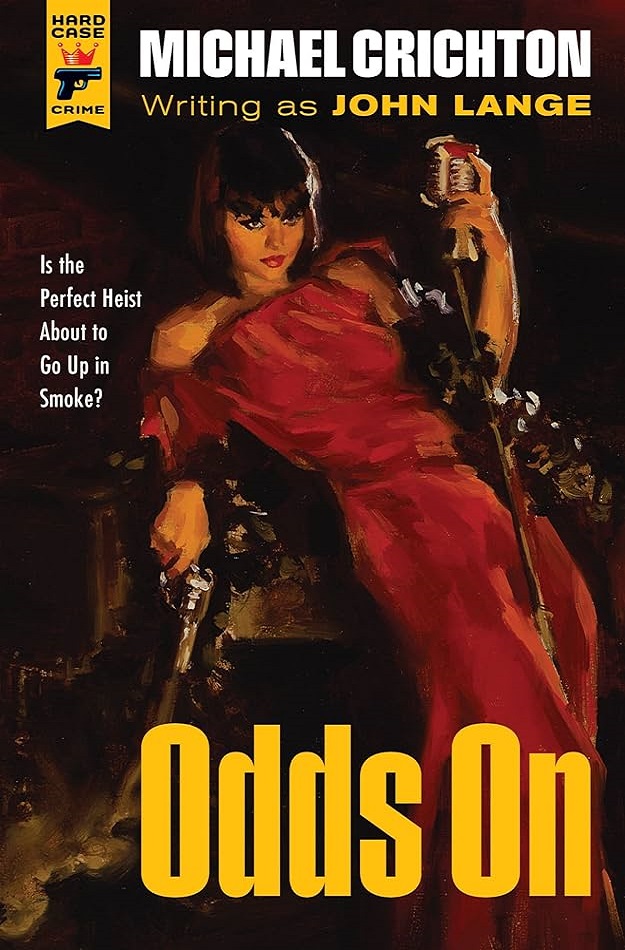 HARD
CASE
CRIME
MICHAEL CRICHTON
Writing as JOHN LANGE
Is the
Perfect Heist
About to
Go Up in
Smoke?
Odds On